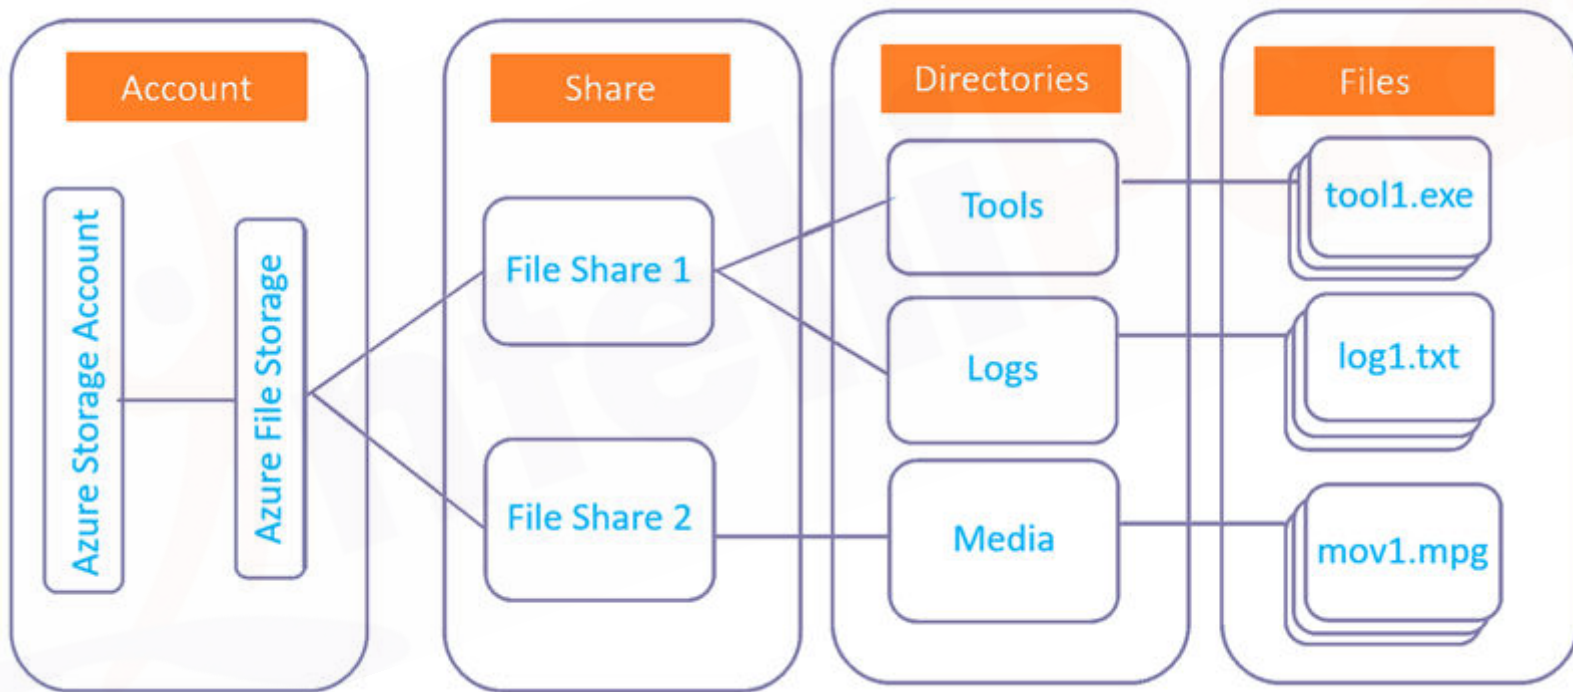 Account
Share
Directories
Files
Azure Storage Account
Azure File Storage
File Share 1
File Share 2
Tools
Logs
Media
tool1.exe
log1.txt
mov1.mpg